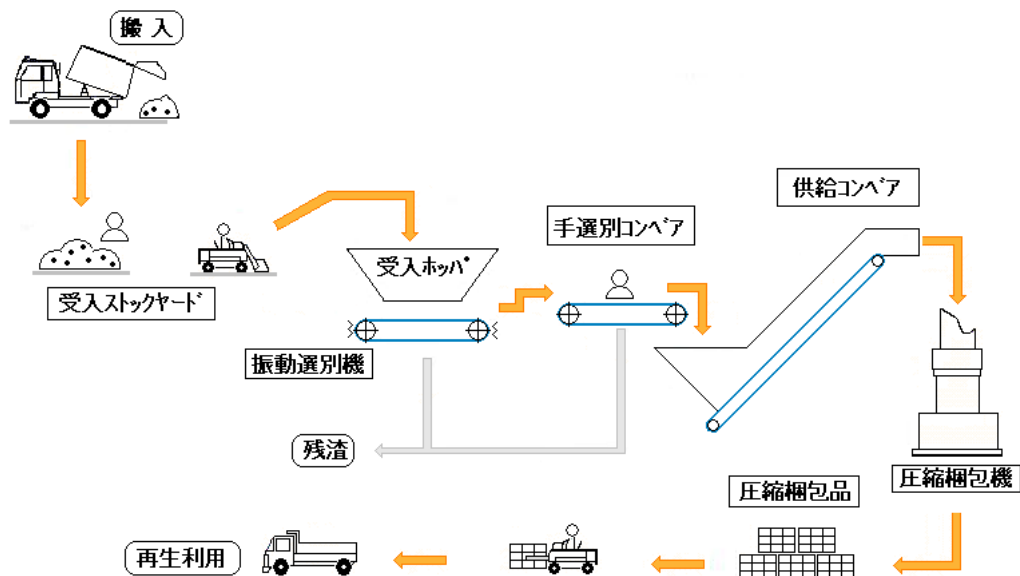 搬 入
供給コンベア
手選別コンベア
受入ホッパ
受入ストックヤード
振動選別機
残渣
圧縮梱包機
圧縮梱包品
再生利用